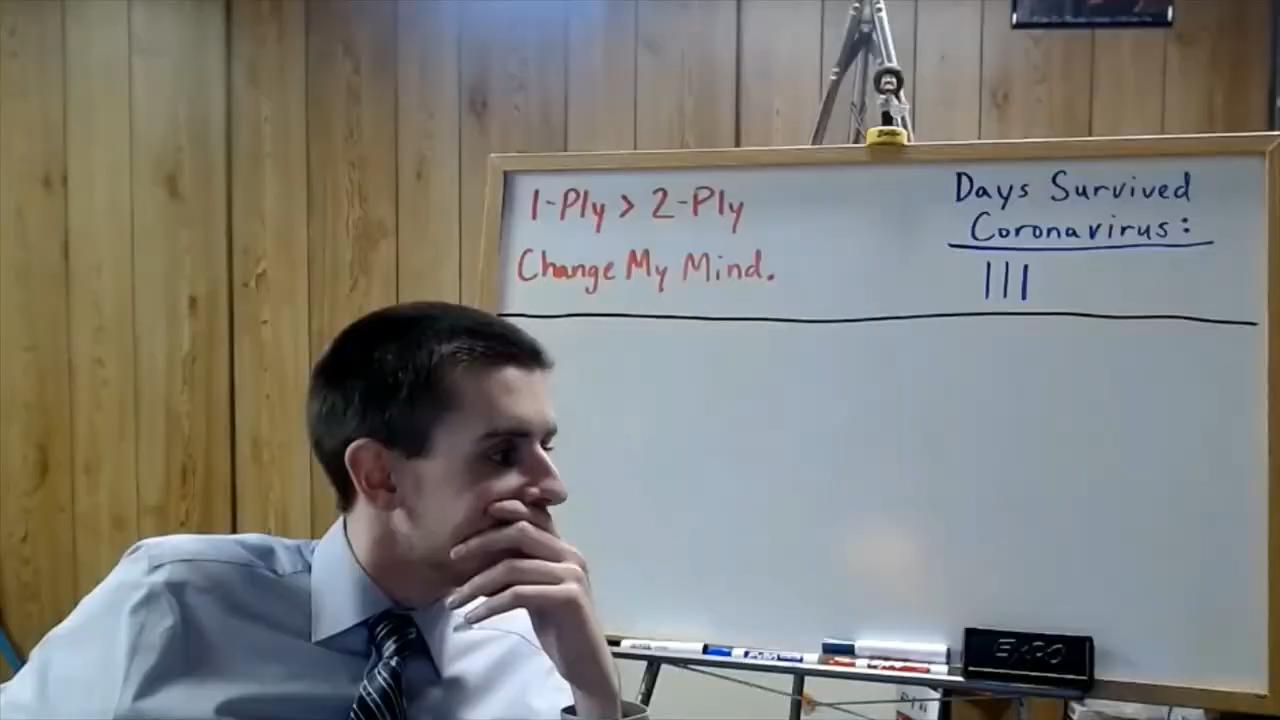 1-Ply > 2-Ply
Change My Mind.
Days Survived
Coronavirus:
|||
EXPO